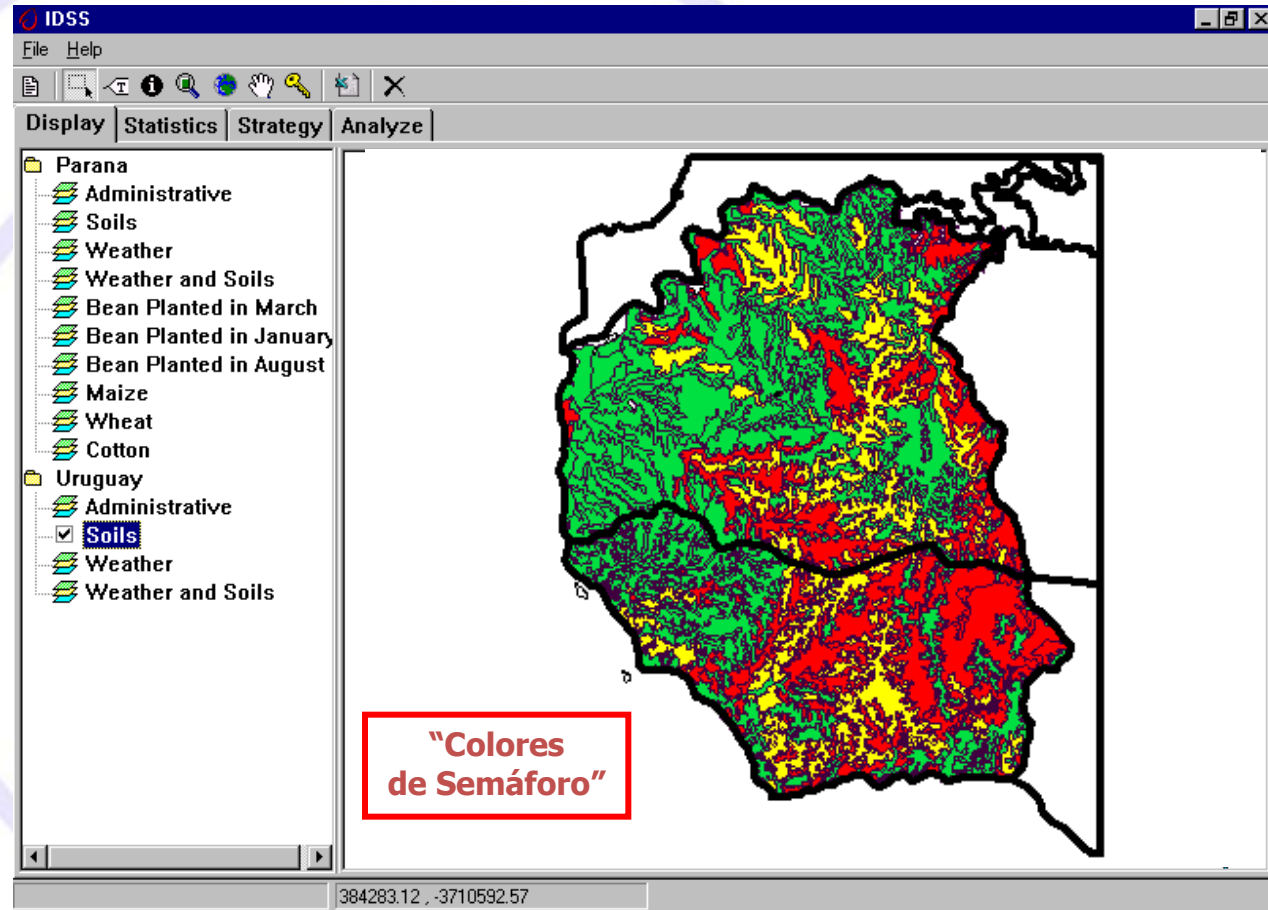 IDSS
File Help
Display Statistics Strategy Analyze
Parana
Administrative
Soils
Weather
Weather and Soils
Bean Planted in March
Bean Planted in January
Bean Planted in August
Maize
Wheat
Cotton
Uruguay
Administrative
Soils
Weather
Weather and Soils
“Colores
de Semáforo”
384283.12 , -3710592.57